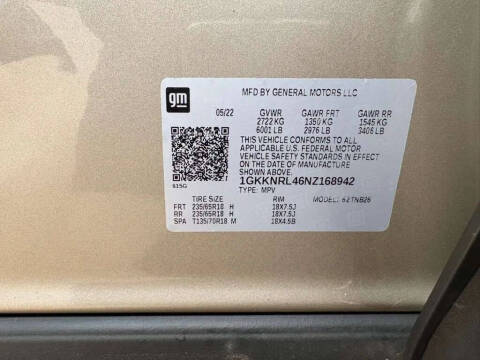 gm
MFD BY GENERAL MOTORS LLC
05/22 GVWR GAWR FRT GAWR RR
2722 KG 1350 KG 1545 KG
6001 LB 2976 LB 3406 LB
THIS VEHICLE CONFORMS TO ALL
APPLICABLE U.S. FEDERAL MOTOR
VEHICLE SAFETY STANDARDS IN EFFECT
ON THE DATE OF MANUFACTURE
SHOWN ABOVE.
615G 1GKKNRL46NZ168942
TYPE: MPV
TIRE SIZE RIM MODEL:
FRT 235/65R18 H 18X7.5J
RR 235/65R18 H 18X7.5J
SPA T135/70R18 M 18X4.5B